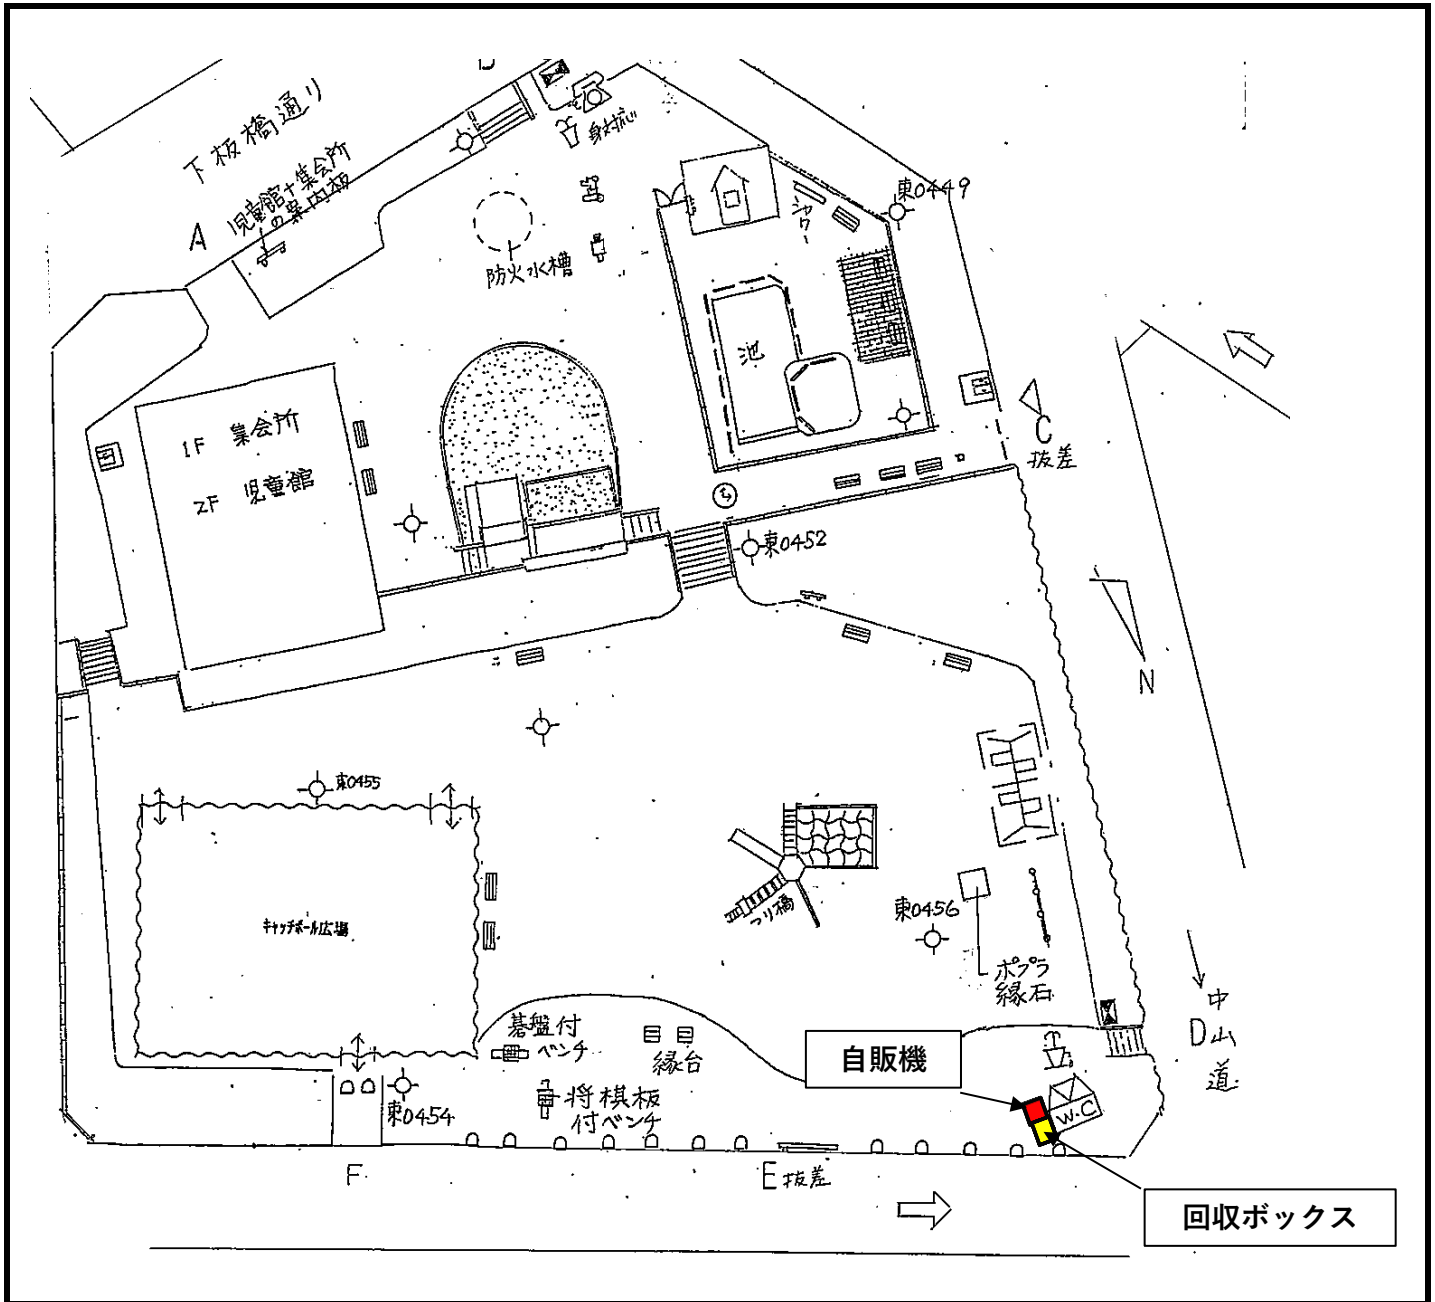 下板橋通り
A
児童館+集会所
の案内板
防火水槽
シャワー
東0449
池
1F 集会所
2F 児童館
C
抜差
東0452
N
東0455
キャッチボール広場
つり橋
東0456
ポプラ
縁石
中山道
D
碁盤付
ベンチ
縁台
自販機
将棋板
付ベンチ
東0454
W.C
F
E 抜差
回収ボックス